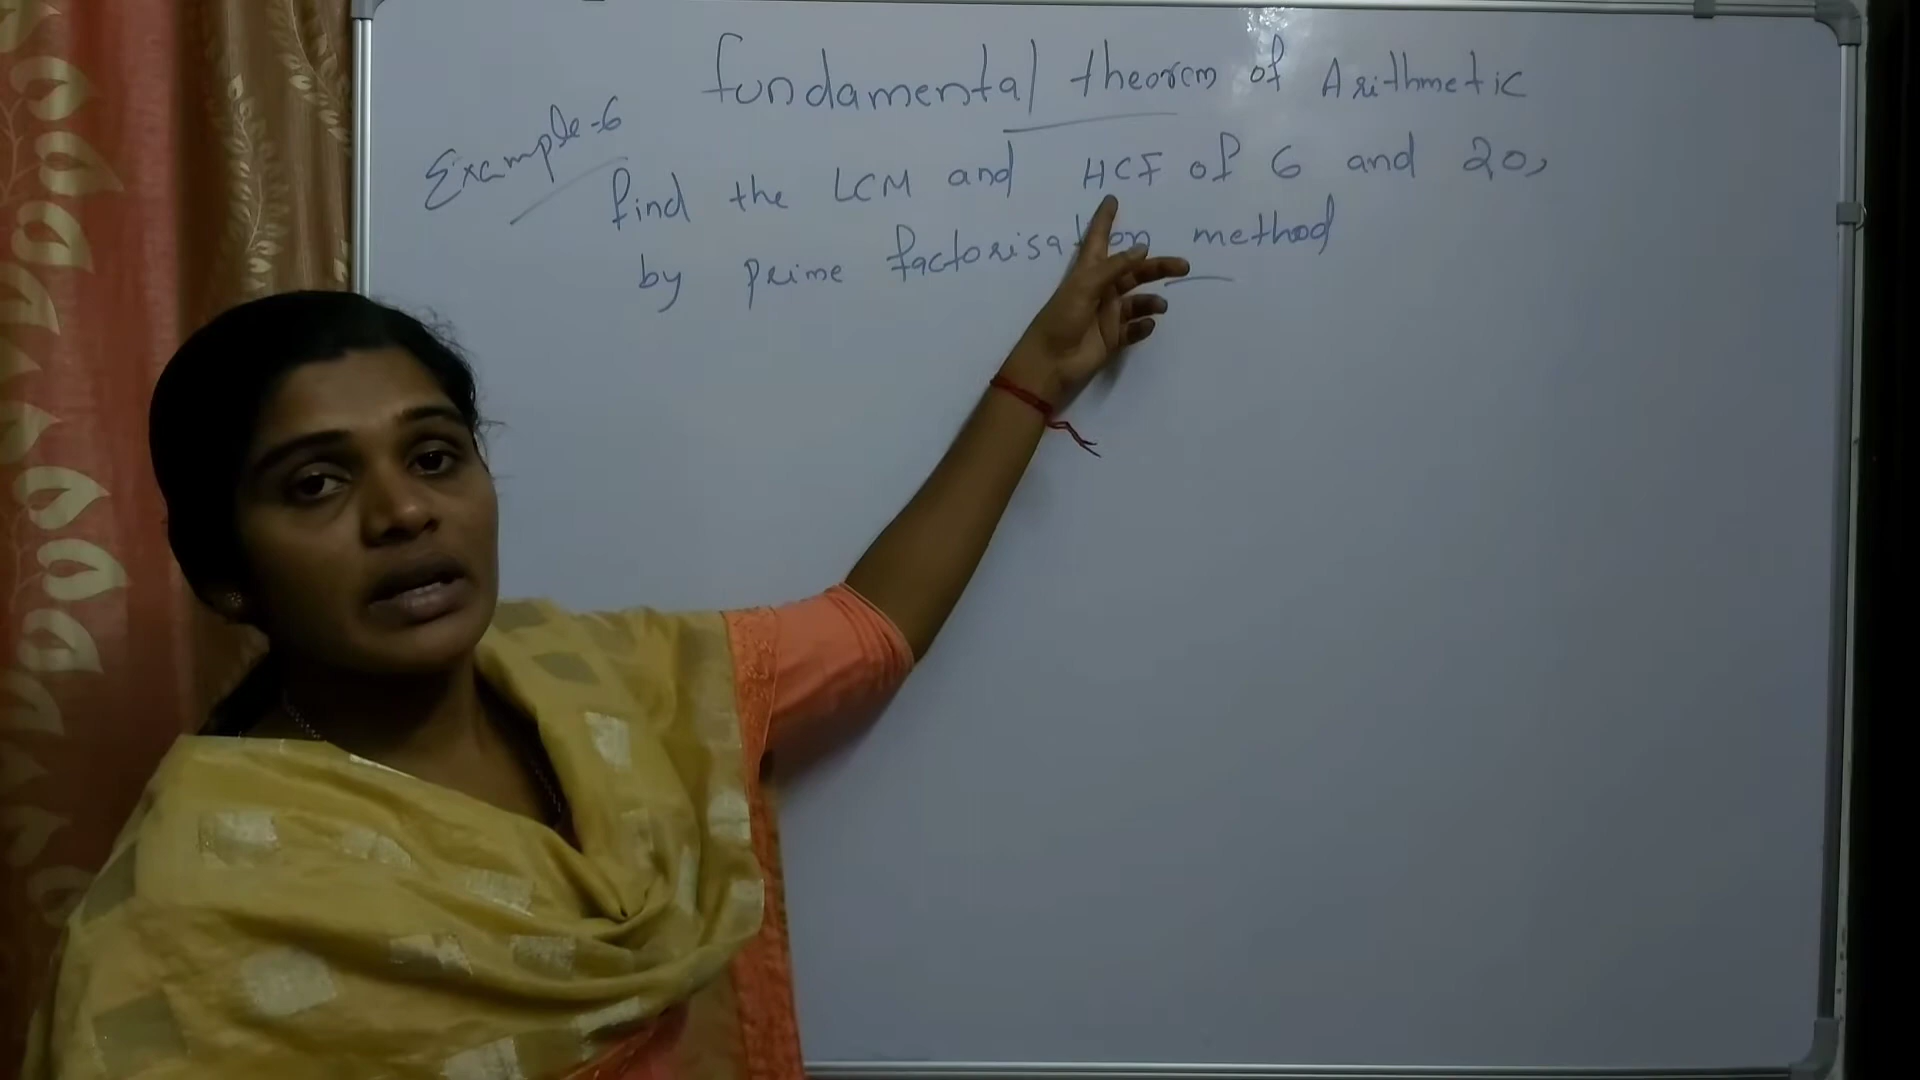 Fundamental theorem of Arithmetic
Example-6
find the LCM and HCF of 6 and 20,
by prime factorisation method